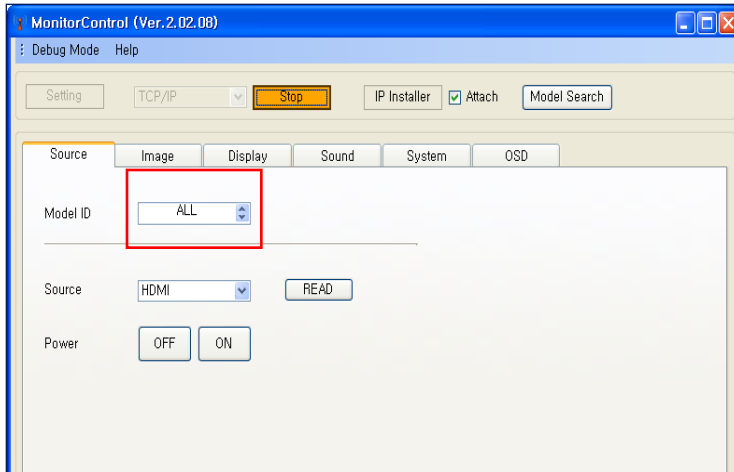 MonitorControl (Ver.2.02.08)
Debug Mode Help
Setting TCP/IP Stop IP Installer Attach Model Search
Source Image Display Sound System OSD
Model ID ALL
Source HDMI READ
Power OFF ON